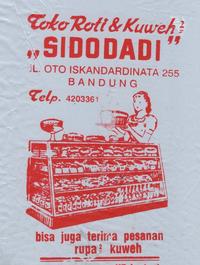 Toko Roti & Kuweh²
„SIDODADI”
JL. OTO ISKANDARDINATA 255
BANDUNG
Telp. 4203361
bisa juga terima pesanan
rupa² kuweh